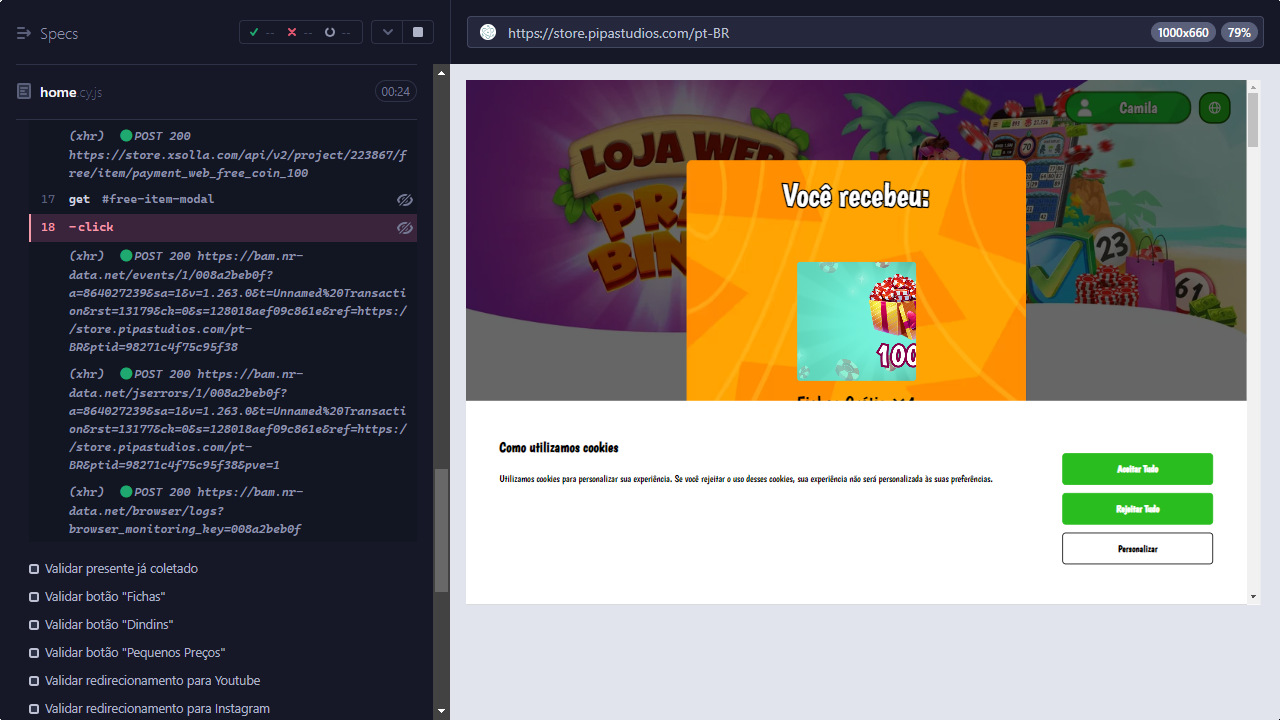 Specs
--
--
--
home.cy.js
00:24
(xhr) POST 200
https://store.xsolla.com/api/v2/project/223867/f
ree/item/payment_web_free_coin_100
17 get #free-item-modal
18 -click
(xhr) POST 200 https://bam.nr-
data.net/events/1/008a2beb0f?
a=864027239&sa=1&v=1.263.0&t=Unnamed%20Transacti
on&rst=13179&ck=0&s=128018aef09c861e&ref=https:/
/store.pipastudios.com/pt-
BR&ptid=98271c4f75c95f38
(xhr) POST 200 https://bam.nr-
data.net/jserrors/1/008a2beb0f?
a=864027239&sa=1&v=1.263.0&t=Unnamed%20Transacti
on&rst=13177&ck=0&s=128018aef09c861e&ref=https:/
/store.pipastudios.com/pt-
BR&ptid=98271c4f75c95f38&pve=1
(xhr) POST 200 https://bam.nr-
data.net/browser/logs?
browser_monitoring_key=008a2beb0f
Validar presente já coletado
Validar botão "Fichas"
Validar botão "Dindins"
Validar botão "Pequenos Preços"
Validar redirecionamento para Youtube
Validar redirecionamento para Instagram
https://store.pipastudios.com/pt-BR
1000x660
79%
Camila
LOJA WEB
PRA
BIN
70
23
61
Você recebeu:
100
Como utilizamos cookies
Utilizamos cookies para personalizar sua experiência. Se você rejeitar o uso desses cookies, sua experiência não será personalizada às suas preferências.
Aceitar Tudo
Rejeitar Tudo
Personalizar